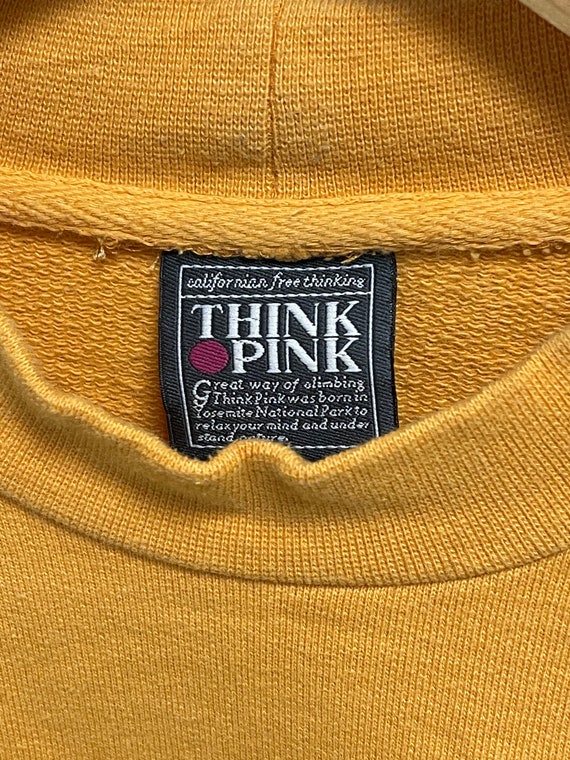 californian free thinking
THINK
PINK
Great way of climbing
Think Pink was born in
Yosemite National Park to
relax your mind and under
stand nature.